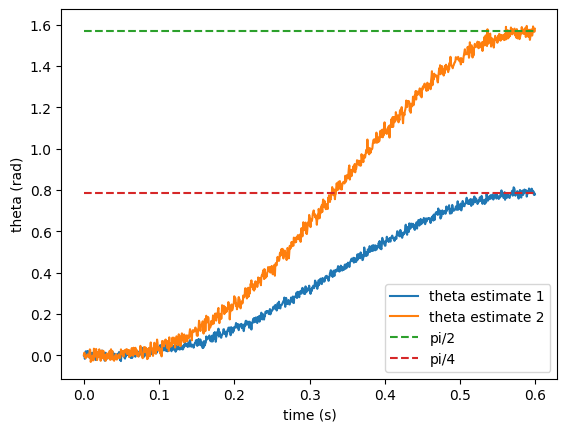 1.6
1.4
1.2
1.0
0.8
0.6
0.4
0.2
0.0
theta (rad)
theta estimate 1
theta estimate 2
pi/2
pi/4
0.0 0.1 0.2 0.3 0.4 0.5 0.6
time (s)